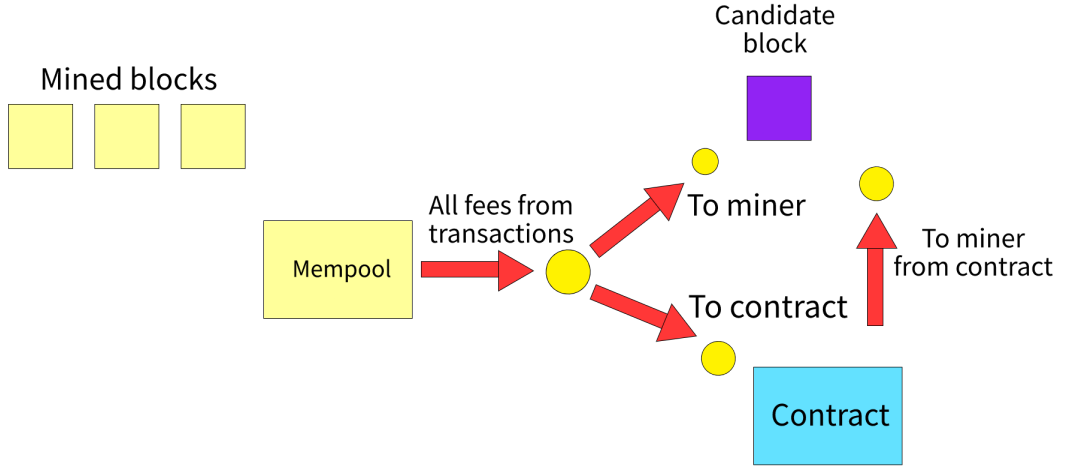 Candidate
block
Mined blocks
All fees from
transactions
To miner
Mempool
To miner
from contract
To contract
Contract